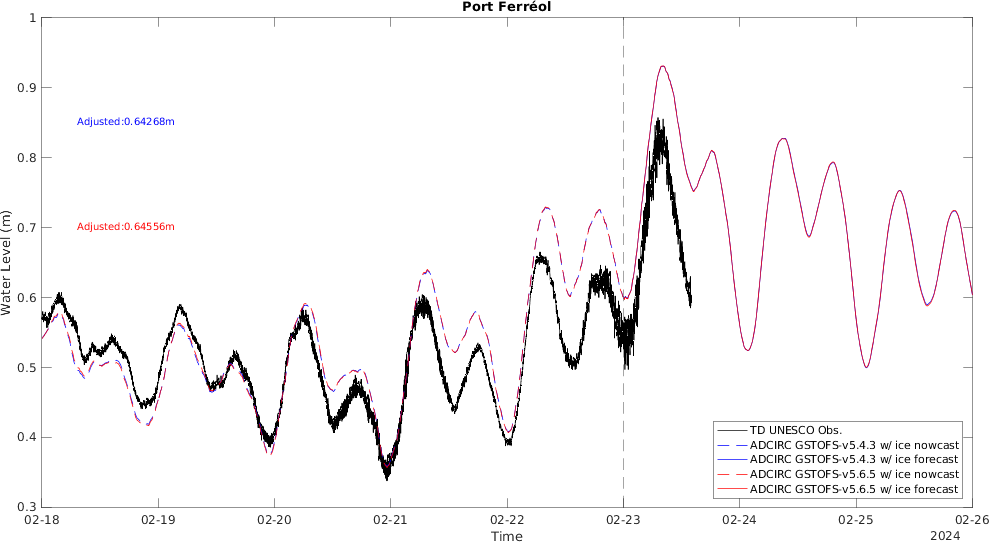 Port Ferréol
Water Level (m)
1
0.9
0.8
0.7
0.6
0.5
0.4
0.3
Adjusted:0.64268m
Adjusted:0.64556m
TD UNESCO Obs.
ADCIRC GSTOFS-v5.4.3 w/ ice nowcast
ADCIRC GSTOFS-v5.4.3 w/ ice forecast
ADCIRC GSTOFS-v5.6.5 w/ ice nowcast
ADCIRC GSTOFS-v5.6.5 w/ ice forecast
02-18 02-19 02-20 02-21 02-22 02-23 02-24 02-25 02-26
Time
2024